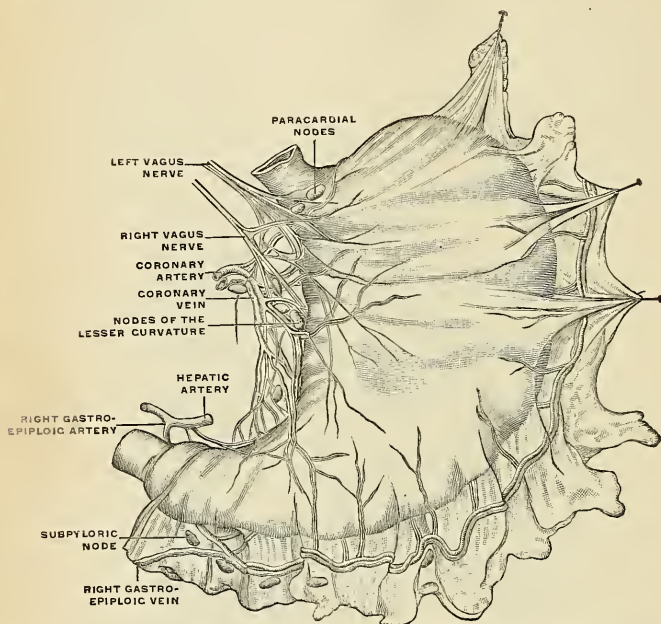 PARACARDIAL
NODES
LEFT VAGUS
NERVE
RIGHT VAGUS
NERVE
CORONARY
ARTERY
CORONARY
VEIN
NODES OF THE
LESSER CURVATURE
HEPATIC
ARTERY
RIGHT GASTRO-
EPIPLOIC ARTERY
SUBPYLORIC
NODE
RIGHT GASTRO-
EPIPLOIC VEIN